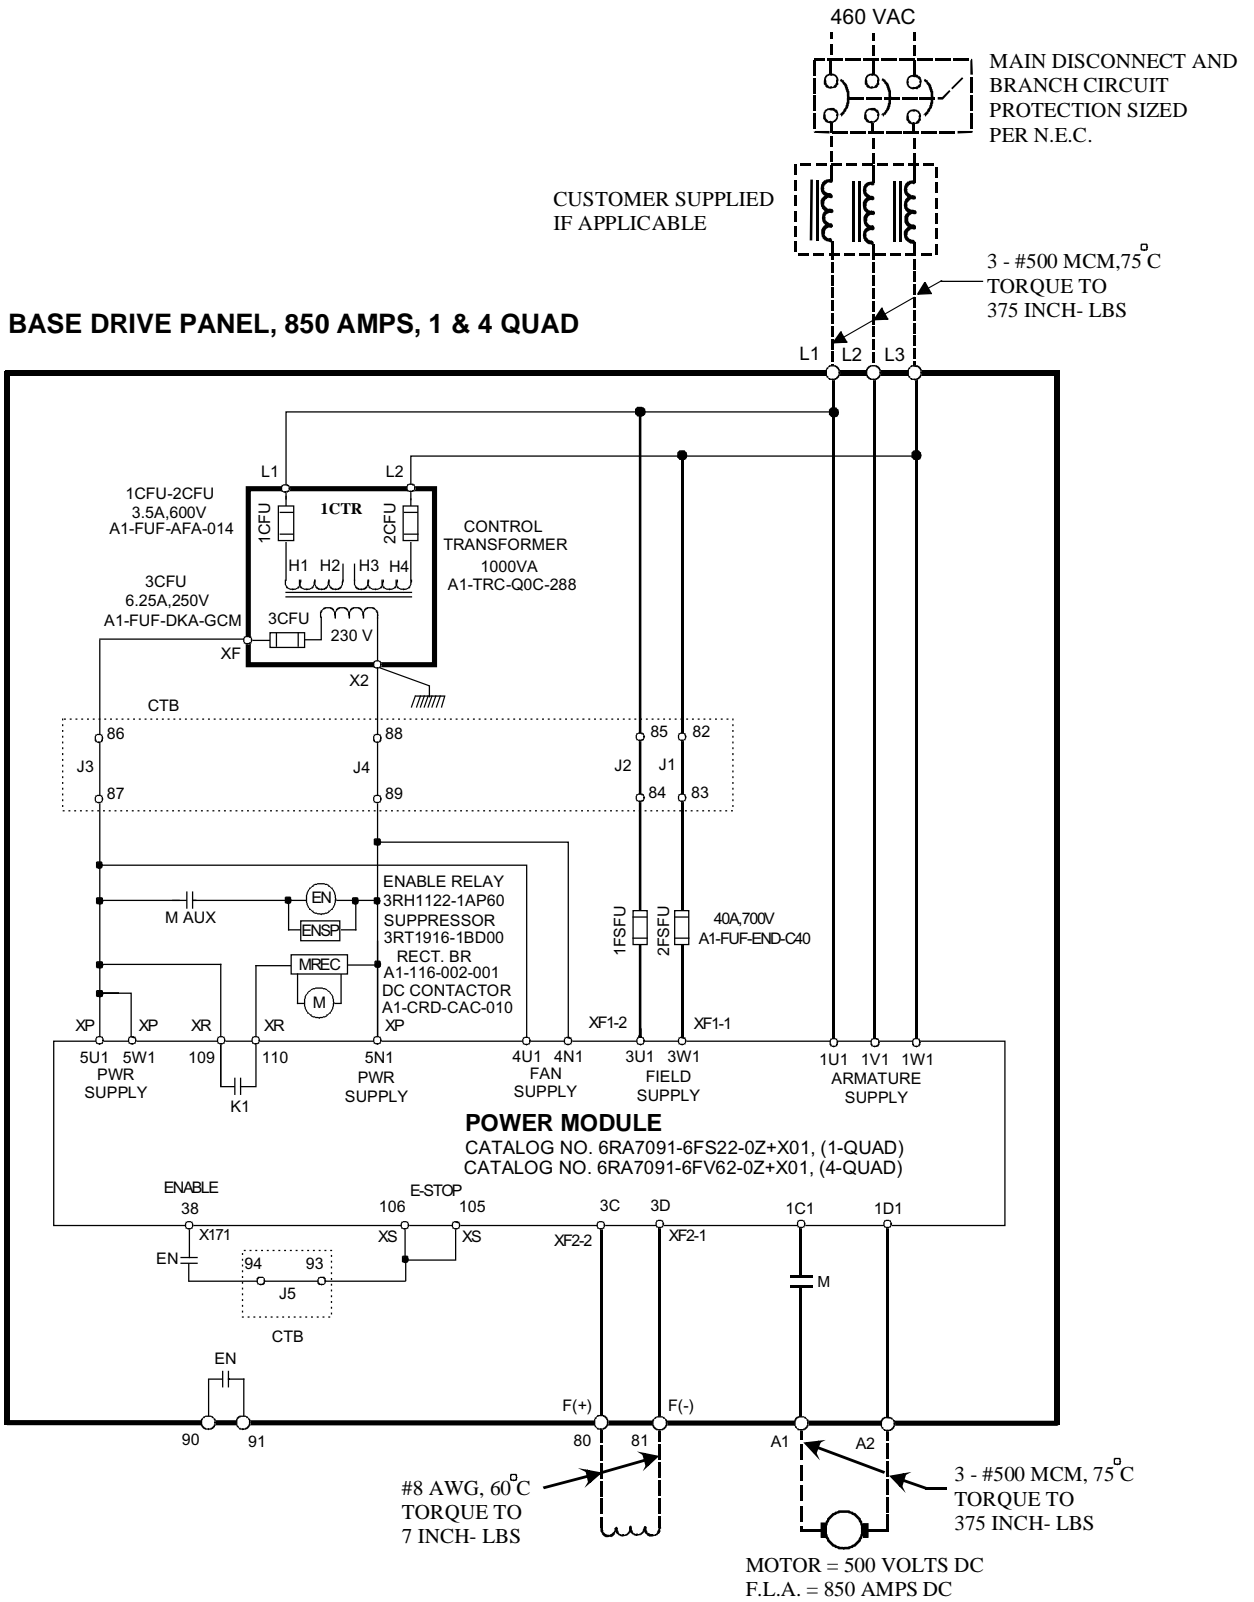 460 VAC
MAIN DISCONNECT AND
BRANCH CIRCUIT
PROTECTION SIZED
PER N.E.C.
CUSTOMER SUPPLIED
IF APPLICABLE
3 - #500 MCM,75°C
TORQUE TO
375 INCH- LBS
BASE DRIVE PANEL, 850 AMPS, 1 & 4 QUAD
L1 L2 L3
L1 L2
1CFU-2CFU
3.5A,600V
A1-FUF-AFA-014
1CFU
1CTR
2CFU
CONTROL
TRANSFORMER
1000VA
A1-TRC-Q0C-288
H1 H2 H3 H4
3CFU
6.25A,250V
A1-FUF-DKA-GCM
3CFU
230 V
XF
X2
CTB
86 88 85 82
J3 J4 J2 J1
87 89 84 83
M AUX
EN
ENSP
MREC
M
ENABLE RELAY
3RH1122-1AP60
SUPPRESSOR
3RT1916-1BD00
RECT. BR
A1-116-002-001
DC CONTACTOR
A1-CRD-CAC-010
1FSFU
2FSFU
40A,700V
A1-FUF-END-C40
XP XP XR XR XP XF1-2 XF1-1
5U1 5W1 109 110 5N1 4U1 4N1 3U1 3W1 1U1 1V1 1W1
PWR
SUPPLY
K1
PWR
SUPPLY
FAN
SUPPLY
FIELD
SUPPLY
ARMATURE
SUPPLY
POWER MODULE
CATALOG NO. 6RA7091-6FS22-0Z+X01, (1-QUAD)
CATALOG NO. 6RA7091-6FV62-0Z+X01, (4-QUAD)
ENABLE
38
E-STOP
106 105
3C 3D 1C1 1D1
X171 XS XS XF2-2 XF2-1
EN
94 93
J5
CTB
M
EN
90 91
F(+) F(-)
80 81 A1 A2
#8 AWG, 60°C
TORQUE TO
7 INCH- LBS
3 - #500 MCM, 75°C
TORQUE TO
375 INCH- LBS
MOTOR = 500 VOLTS DC
F.L.A. = 850 AMPS DC